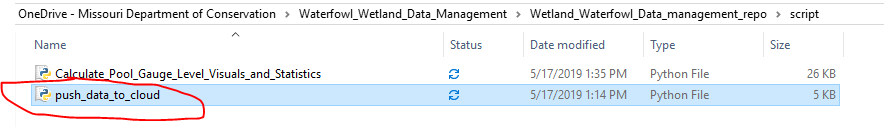 OneDrive - Missouri Department of Conservation > Waterfowl_Wetland_Data_Management > Wetland_Waterfowl_Data_management_repo > script
Name Status Date modified Type Size
Calculate_Pool_Gauge_Level_Visuals_and_Statistics 5/17/2019 1:35 PM Python File 26 KB
push_data_to_cloud 5/17/2019 1:14 PM Python File 5 KB